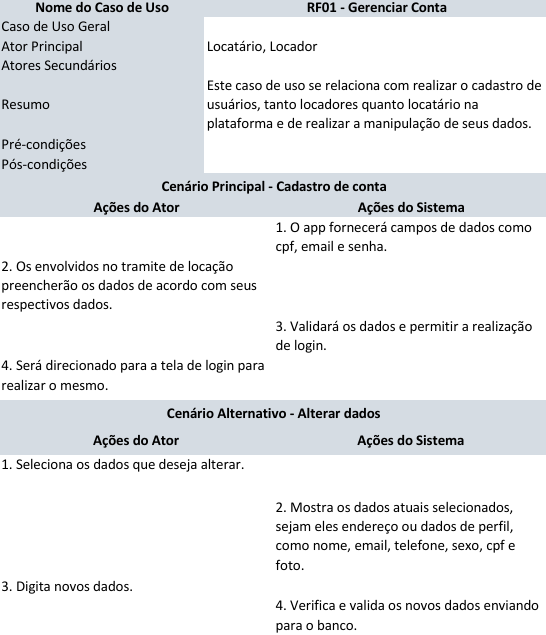 Nome do Caso de Uso RF01 - Gerenciar Conta
Caso de Uso Geral
Ator Principal Locatário, Locador
Atores Secundários
Resumo
Este caso de uso se relaciona com realizar o cadastro de
usuários, tanto locadores quanto locatário na
plataforma e de realizar a manipulação de seus dados.
Pré-condições
Pós-condições
Cenário Principal - Cadastro de conta
Ações do Ator Ações do Sistema
1. O app fornecerá campos de dados como
cpf, email e senha.
2. Os envolvidos no tramite de locação
preencherão os dados de acordo com seus
respectivos dados.
3. Validará os dados e permitir a realização
de login.
4. Será direcionado para a tela de login para
realizar o mesmo.
Cenário Alternativo - Alterar dados
Ações do Ator Ações do Sistema
1. Seleciona os dados que deseja alterar.
2. Mostra os dados atuais selecionados,
sejam eles endereço ou dados de perfil,
como nome, email, telefone, sexo, cpf e
foto.
3. Digita novos dados.
4. Verifica e valida os novos dados enviando
para o banco.